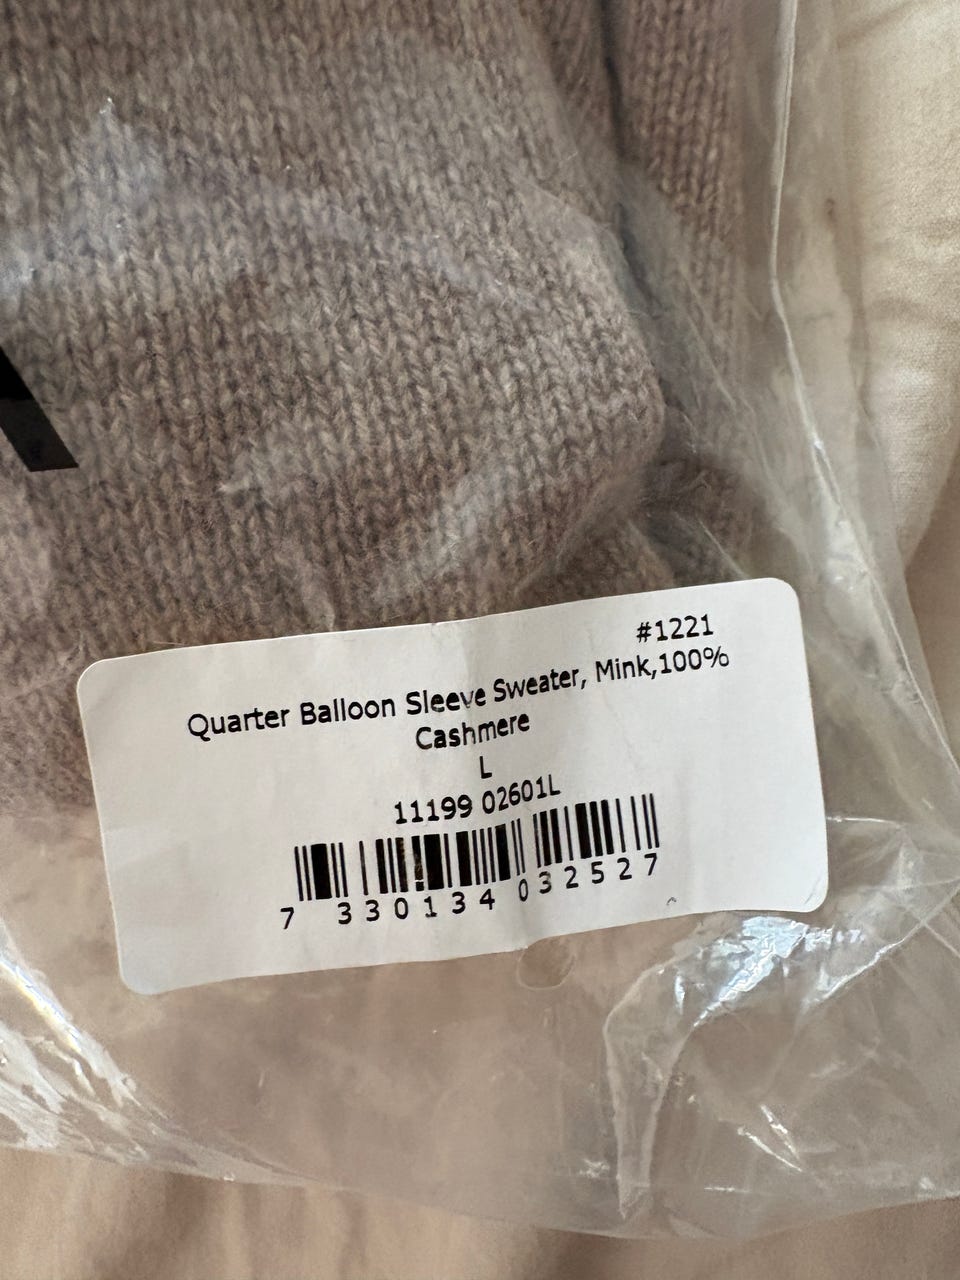 #1221
Quarter Balloon Sleeve Sweater, Mink,100%
Cashmere
L
11199 02601L
7 330134 032527